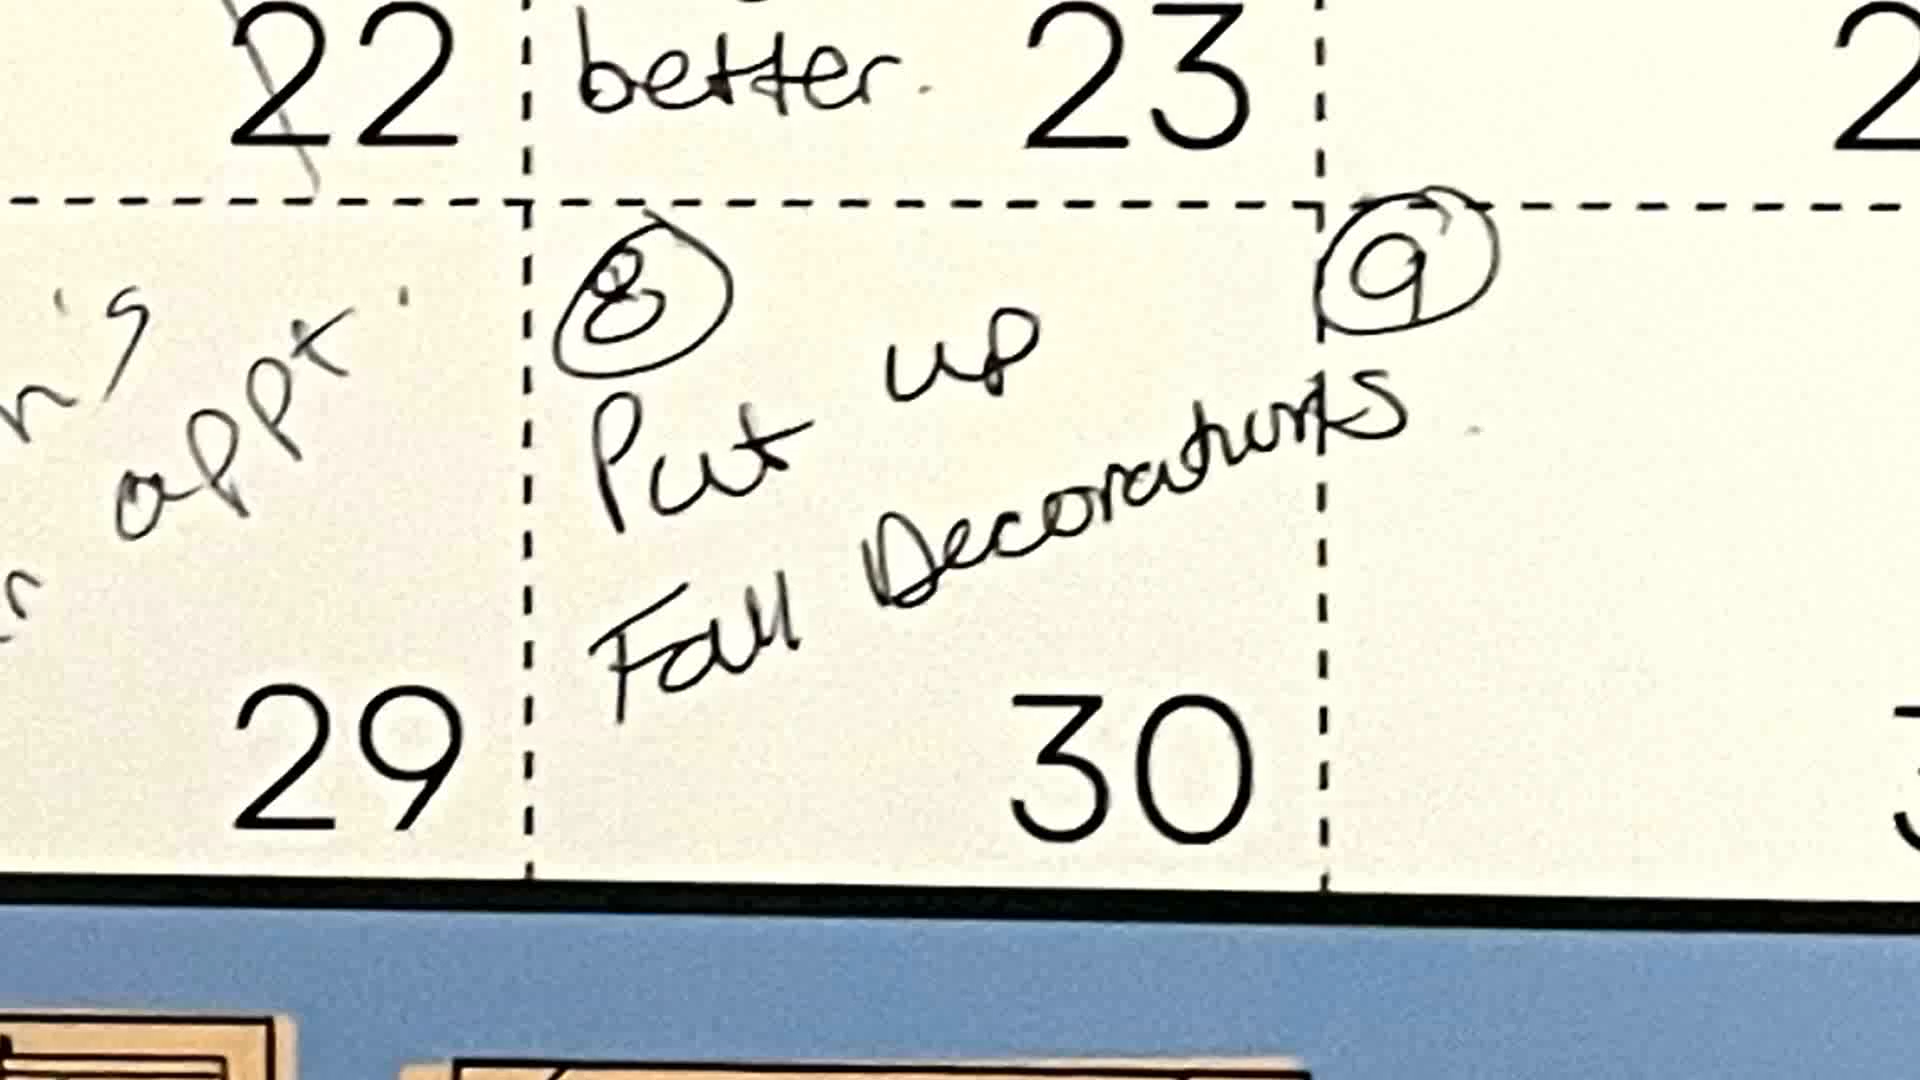 22
better.
23
n's
appt.
29
8
Put up
Fall Decorations
30
9